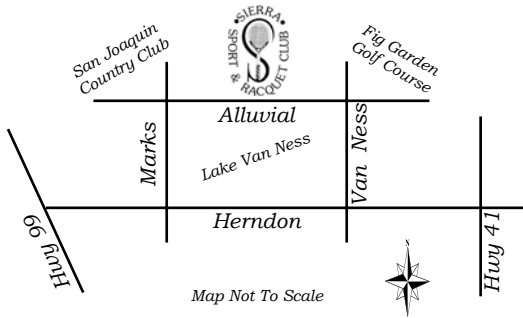 SIERRA
SPORT & RACQUET CLUB
San Joaquin
Country Club
Fig Garden
Golf Course
Alluvial
Marks
Lake Van Ness
Van Ness
Herndon
Hwy 99
Hwy 41
N
Map Not To Scale